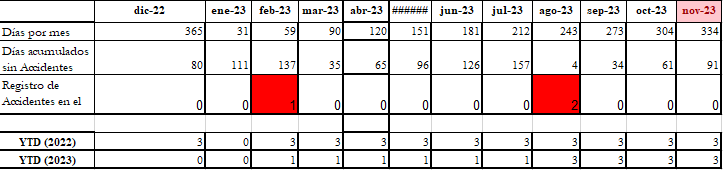 dic-22 ene-23 feb-23 mar-23 abr-23 ###### jun-23 jul-23 ago-23 sep-23 oct-23 nov-23
Días por mes 365 31 59 90 120 151 181 212 243 273 304 334
Días acumulados
sin Accidentes 80 111 137 35 65 96 126 157 4 34 61 91
Registro de
Accidentes en el 0 0 1 0 0 0 0 0 2 0 0 0
YTD (2022) 3 0 3 3 3 3 3 3 3 3 3 3
YTD (2023) 0 0 1 1 1 1 1 1 3 3 3 3